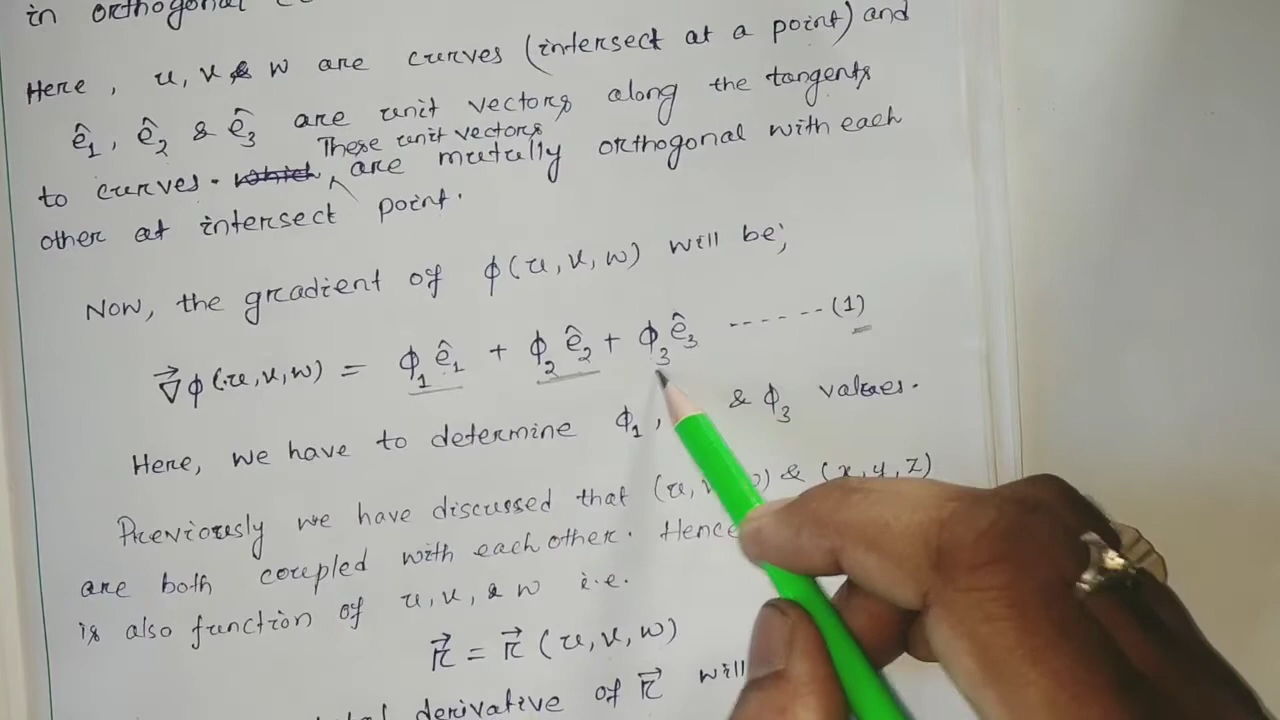 in orthogonal
Here, u, v & w are curves (intersect at a point) and
ê₁, ê₂ & ê₃ are unit vectors along the tangents
These unit vectors
to curves. which are mutully orthogonal with each
other at intersect point.
Now, the gradient of ϕ(u, v, w) will be;
∇⃗ϕ(u, v, w) = ϕ₁ê₁ + ϕ₂ê₂ + ϕ₃ê₃ ------(1)
Here, we have to determine ϕ₁, & ϕ₃ values.
Previously we have discussed that (u, & (x, y, z)
are both coupled with each other. Hence
is also function of u, v, & w i.e.
r⃗ = r⃗ (u, v, w)
derivative of r⃗ will